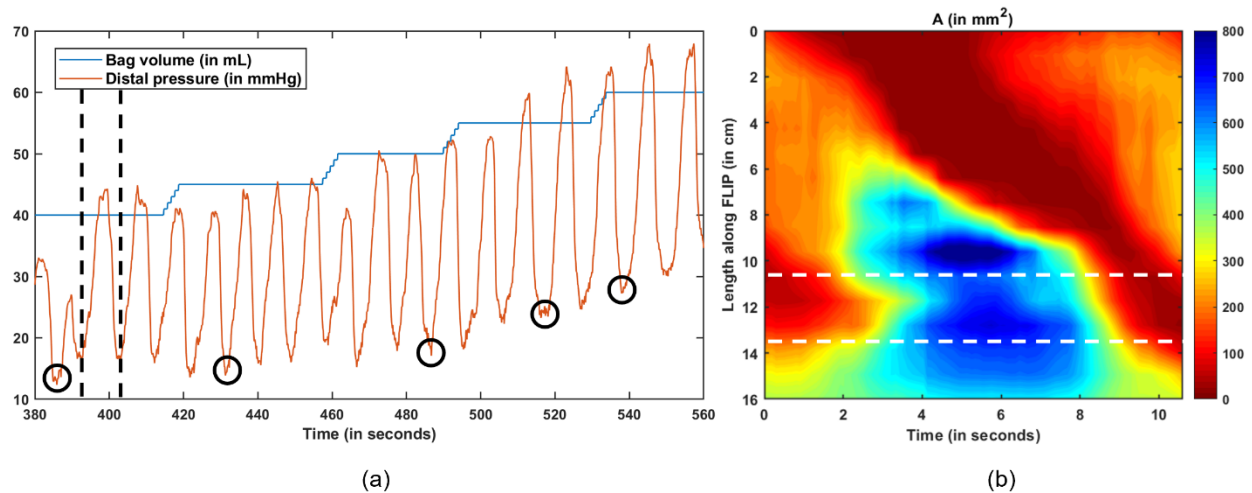 70
60
50
40
30
20
10
380 400 420 440 460 480 500 520 540 560
Time (in seconds)
Bag volume (in mL)
Distal pressure (in mmHg)
(a)
A (in mm²)
Length along FLIP (in cm)
0
2
4
6
8
10
12
14
16
0 2 4 6 8 10
Time (in seconds)
800
700
600
500
400
300
200
100
0
(b)